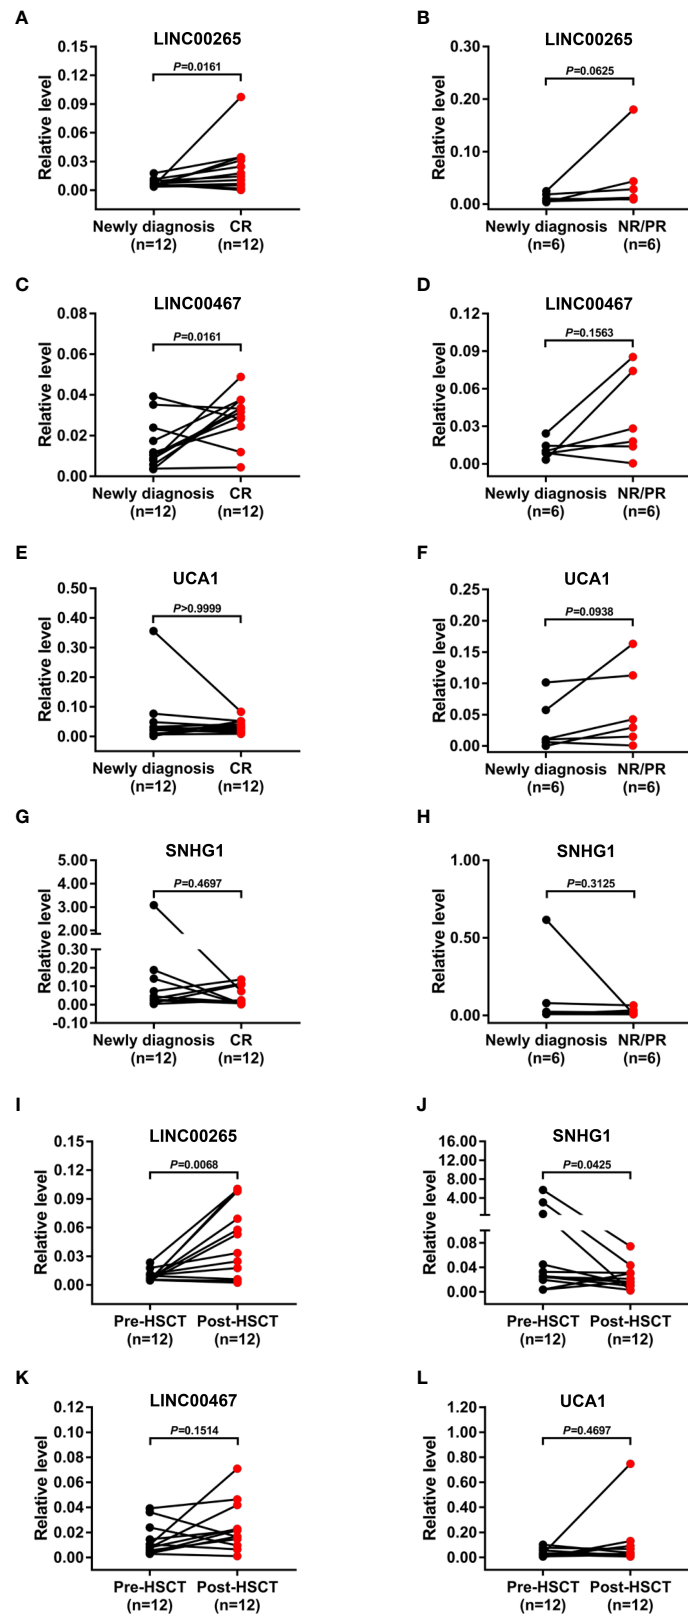 A
LINC00265
Relative level
0.15
0.12
0.09
0.06
0.03
0.00
P=0.0161
Newly diagnosis CR
(n=12) (n=12)
B
LINC00265
Relative level
0.30
0.20
0.10
0.00
P=0.0625
Newly diagnosis NR/PR
(n=6) (n=6)
C
LINC00467
Relative level
0.08
0.06
0.04
0.02
0.00
P=0.0161
Newly diagnosis CR
(n=12) (n=12)
D
LINC00467
Relative level
0.12
0.09
0.06
0.03
0.00
P=0.1563
Newly diagnosis NR/PR
(n=6) (n=6)
E
UCA1
Relative level
0.50
0.40
0.30
0.20
0.10
0.00
P>0.9999
Newly diagnosis CR
(n=12) (n=12)
F
UCA1
Relative level
0.25
0.20
0.15
0.10
0.05
0.00
P=0.0938
Newly diagnosis NR/PR
(n=6) (n=6)
G
SNHG1
Relative level
5.00
4.00
3.00
2.00
0.30
0.20
0.10
0.00
-0.10
P=0.4697
Newly diagnosis CR
(n=12) (n=12)
H
SNHG1
Relative level
1.00
0.50
0.00
P=0.3125
Newly diagnosis NR/PR
(n=6) (n=6)
I
LINC00265
Relative level
0.15
0.12
0.09
0.06
0.03
0.00
P=0.0068
Pre-HSCT Post-HSCT
(n=12) (n=12)
J
SNHG1
Relative level
16.00
12.00
8.00
4.00
0.08
0.04
0.00
P=0.0425
Pre-HSCT Post-HSCT
(n=12) (n=12)
K
LINC00467
Relative level
0.12
0.10
0.08
0.06
0.04
0.02
0.00
P=0.1514
Pre-HSCT Post-HSCT
(n=12) (n=12)
L
UCA1
Relative level
1.20
1.00
0.80
0.60
0.40
0.20
0.00
P=0.4697
Pre-HSCT Post-HSCT
(n=12) (n=12)